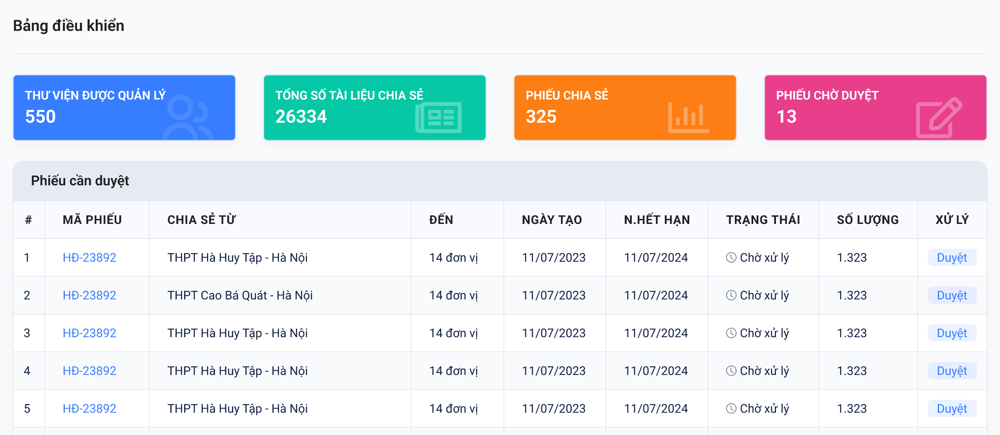 Bảng điều khiển
THƯ VIỆN ĐƯỢC QUẢN LÝ
550
TỔNG SỐ TÀI LIỆU CHIA SẺ
26334
PHIẾU CHIA SẺ
325
PHIẾU CHỜ DUYỆT
13
Phiếu cần duyệt
# MÃ PHIẾU CHIA SẺ TỪ ĐẾN NGÀY TẠO N.HẾT HẠN TRẠNG THÁI SỐ LƯỢNG XỬ LÝ
1 HĐ-23892 THPT Hà Huy Tập - Hà Nội 14 đơn vị 11/07/2023 11/07/2024 Chờ xử lý 1.323 Duyệt
2 HĐ-23892 THPT Cao Bá Quát - Hà Nội 14 đơn vị 11/07/2023 11/07/2024 Chờ xử lý 1.323 Duyệt
3 HĐ-23892 THPT Hà Huy Tập - Hà Nội 14 đơn vị 11/07/2023 11/07/2024 Chờ xử lý 1.323 Duyệt
4 HĐ-23892 THPT Hà Huy Tập - Hà Nội 14 đơn vị 11/07/2023 11/07/2024 Chờ xử lý 1.323 Duyệt
5 HĐ-23892 THPT Hà Huy Tập - Hà Nội 14 đơn vị 11/07/2023 11/07/2024 Chờ xử lý 1.323 Duyệt